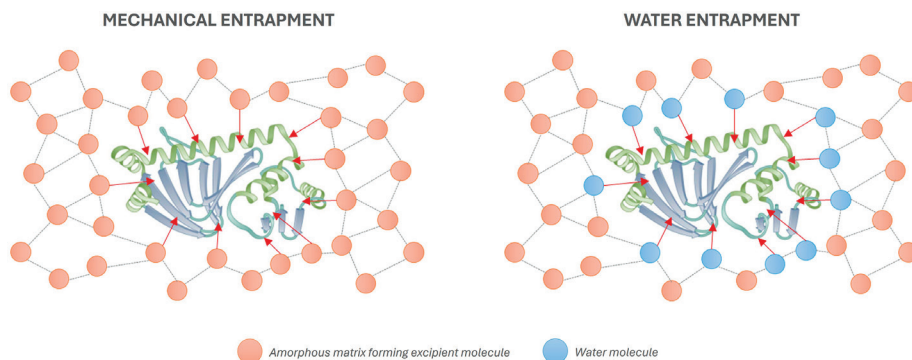 MECHANICAL ENTRAPMENT
WATER ENTRAPMENT
Amorphous matrix forming excipient molecule
Water molecule